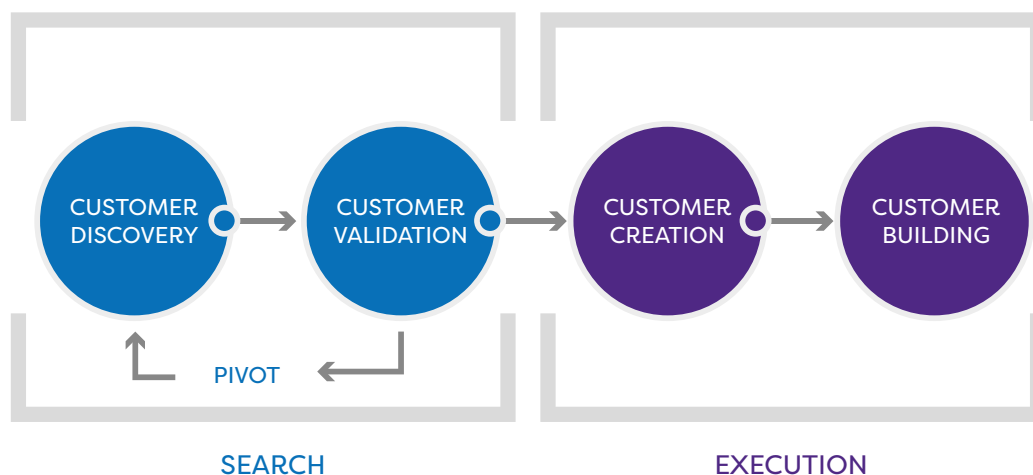 CUSTOMER
DISCOVERY
CUSTOMER
VALIDATION
CUSTOMER
CREATION
CUSTOMER
BUILDING
PIVOT
SEARCH
EXECUTION